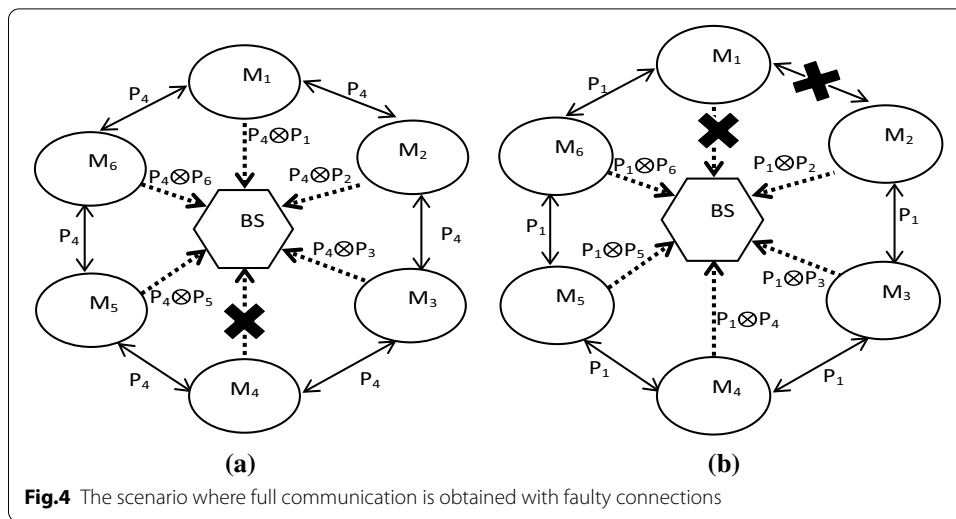 M₁
P₄
P₄
P₄⊗P₁
M₆
M₂
P₄⊗P₆
P₄⊗P₂
BS
P₄
P₄
P₄⊗P₃
P₄⊗P₅
M₅
M₃
P₄
P₄
M₄
(a)
M₁
P₁
M₂
M₆
P₁⊗P₆
P₁⊗P₂
BS
P₁
P₁
P₁⊗P₅
P₁⊗P₃
M₅
M₃
P₁⊗P₄
P₁
P₁
M₄
(b)
Fig.4 The scenario where full communication is obtained with faulty connections